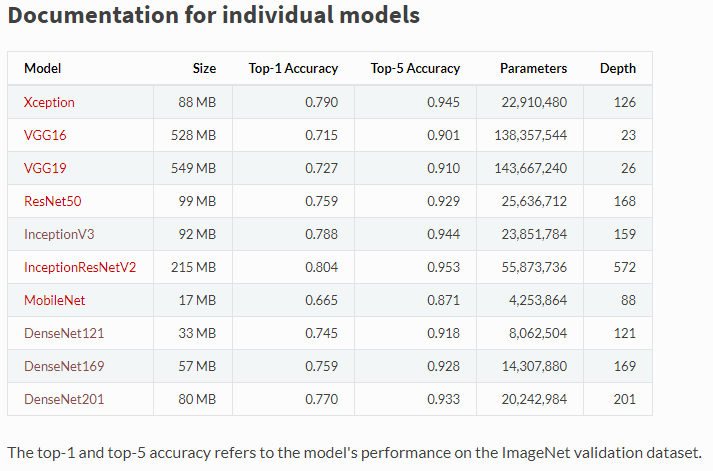 Documentation for individual models
Model Size Top-1 Accuracy Top-5 Accuracy Parameters Depth
Xception 88 MB 0.790 0.945 22,910,480 126
VGG16 528 MB 0.715 0.901 138,357,544 23
VGG19 549 MB 0.727 0.910 143,667,240 26
ResNet50 99 MB 0.759 0.929 25,636,712 168
InceptionV3 92 MB 0.788 0.944 23,851,784 159
InceptionResNetV2 215 MB 0.804 0.953 55,873,736 572
MobileNet 17 MB 0.665 0.871 4,253,864 88
DenseNet121 33 MB 0.745 0.918 8,062,504 121
DenseNet169 57 MB 0.759 0.928 14,307,880 169
DenseNet201 80 MB 0.770 0.933 20,242,984 201
The top-1 and top-5 accuracy refers to the model's performance on the ImageNet validation dataset.